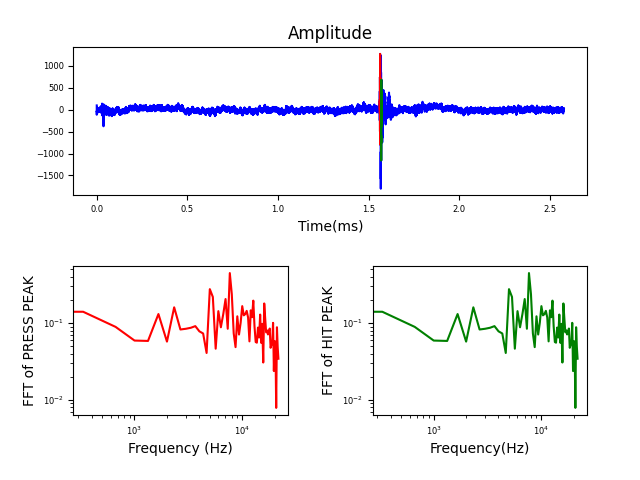 Amplitude
1000
500
0
−500
−1000
−1500
0.0 0.5 1.0 1.5 2.0 2.5
Time(ms)
FFT of PRESS PEAK
10⁻¹
10⁻²
10³ 10⁴
Frequency (Hz)
FFT of HIT PEAK
10⁻¹
10⁻²
10³ 10⁴
Frequency(Hz)